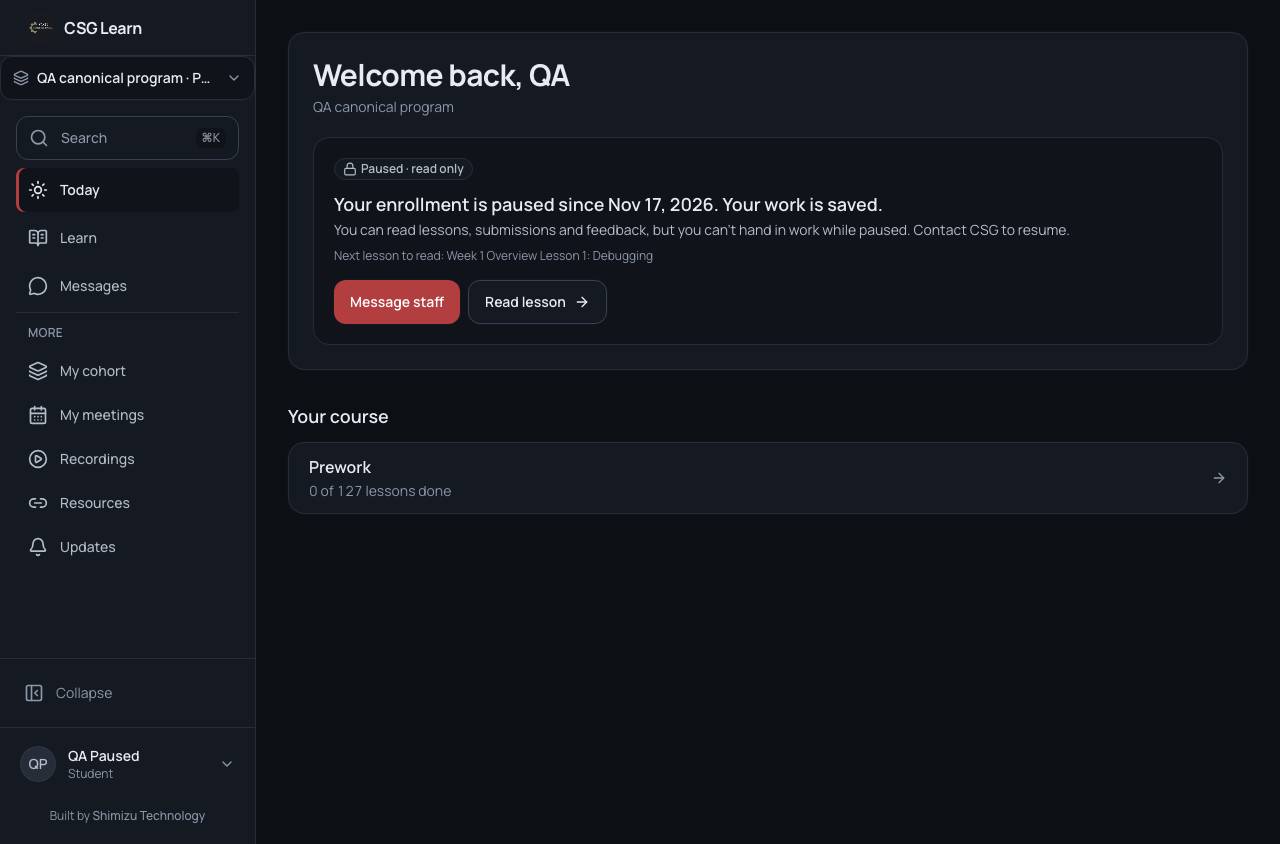 CSG Learn
QA canonical program · P...
Search ⌘K
Today
Learn
Messages
MORE
My cohort
My meetings
Recordings
Resources
Updates
Collapse
QP
QA Paused
Student
Built by Shimizu Technology
Welcome back, QA
QA canonical program
Paused · read only
Your enrollment is paused since Nov 17, 2026. Your work is saved.
You can read lessons, submissions and feedback, but you can't hand in work while paused. Contact CSG to resume.
Next lesson to read: Week 1 Overview Lesson 1: Debugging
Message staff
Read lesson →
Your course
Prework
0 of 127 lessons done